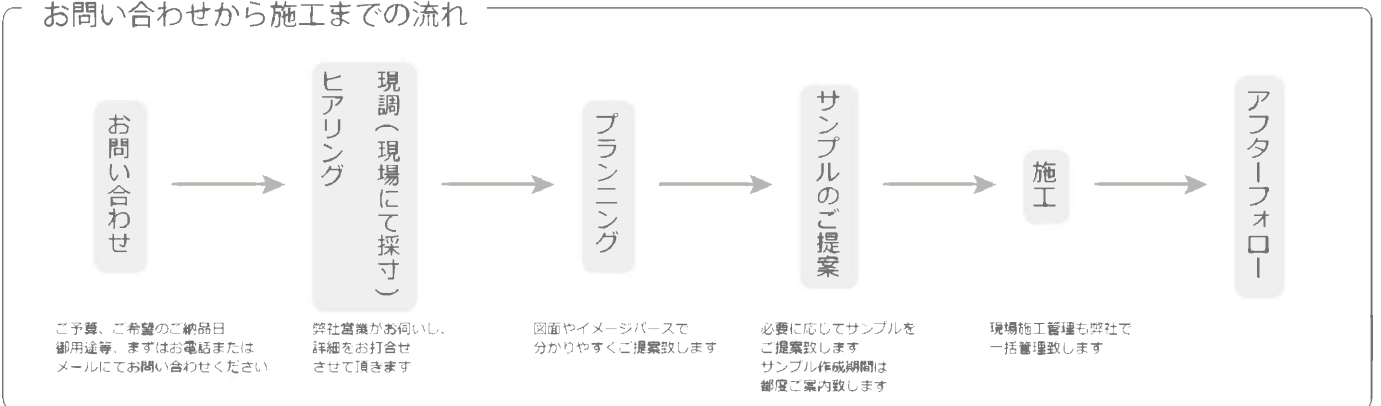 お問い合わせから施工までの流れ
お問い合わせ
現調(現場にて採寸)
ヒアリング
プランニング
サンプルのご提案
施工
アフターフォロー
ご予算、ご希望のご納品日
御用途等、まずはお電話または
メールにてお問い合わせください
弊社営業がお伺いし、
詳細をお打合せ
させて頂きます
図面やイメージパースで
分かりやすくご提案致します
必要に応じてサンプルを
ご提案致します
サンプル作成期間は
都度ご案内致します
現場施工管理も弊社で
一括管理致します